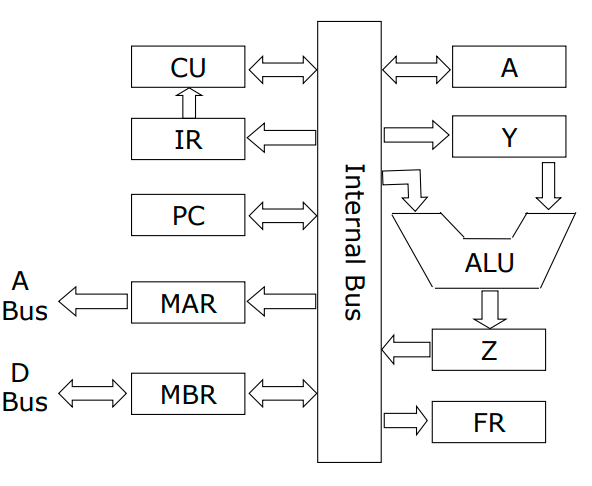 CU
A
IR
Y
PC
Internal Bus
ALU
A
Bus
MAR
Z
D
Bus
MBR
FR